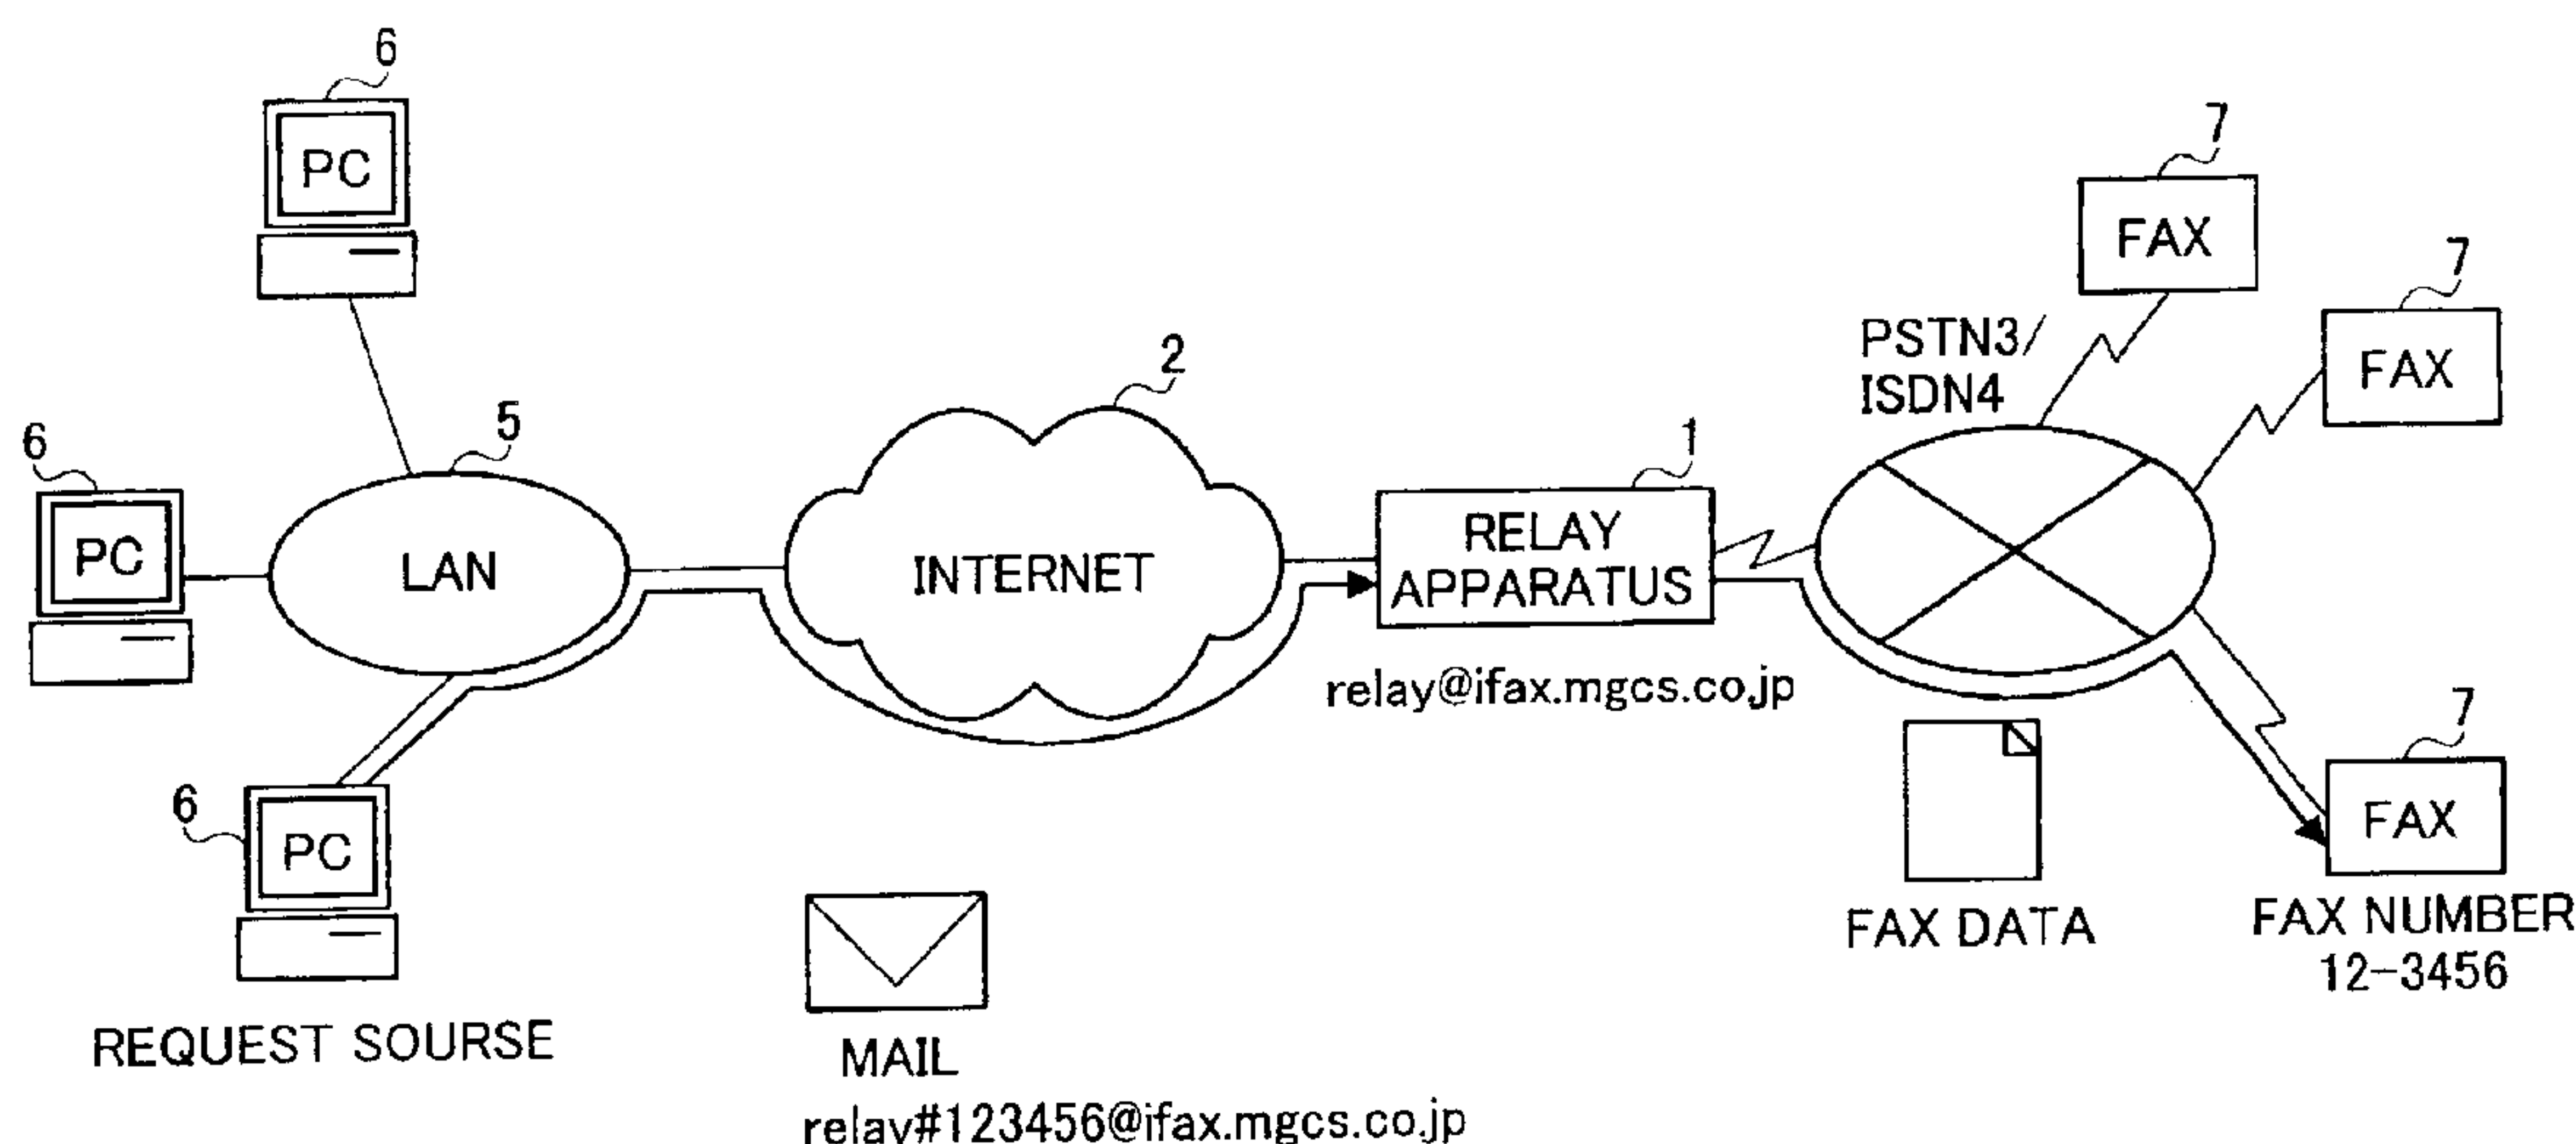 6
PC
6
PC
5
LAN
6
PC
REQUEST SOURSE
2
INTERNET
MAIL
relay#123456@ifax.mgcs.co.jp
1
RELAY
APPARATUS
relay@ifax.mgcs.co.jp
PSTN3/
ISDN4
7
FAX
7
FAX
7
FAX
FAX DATA
FAX NUMBER
12-3456